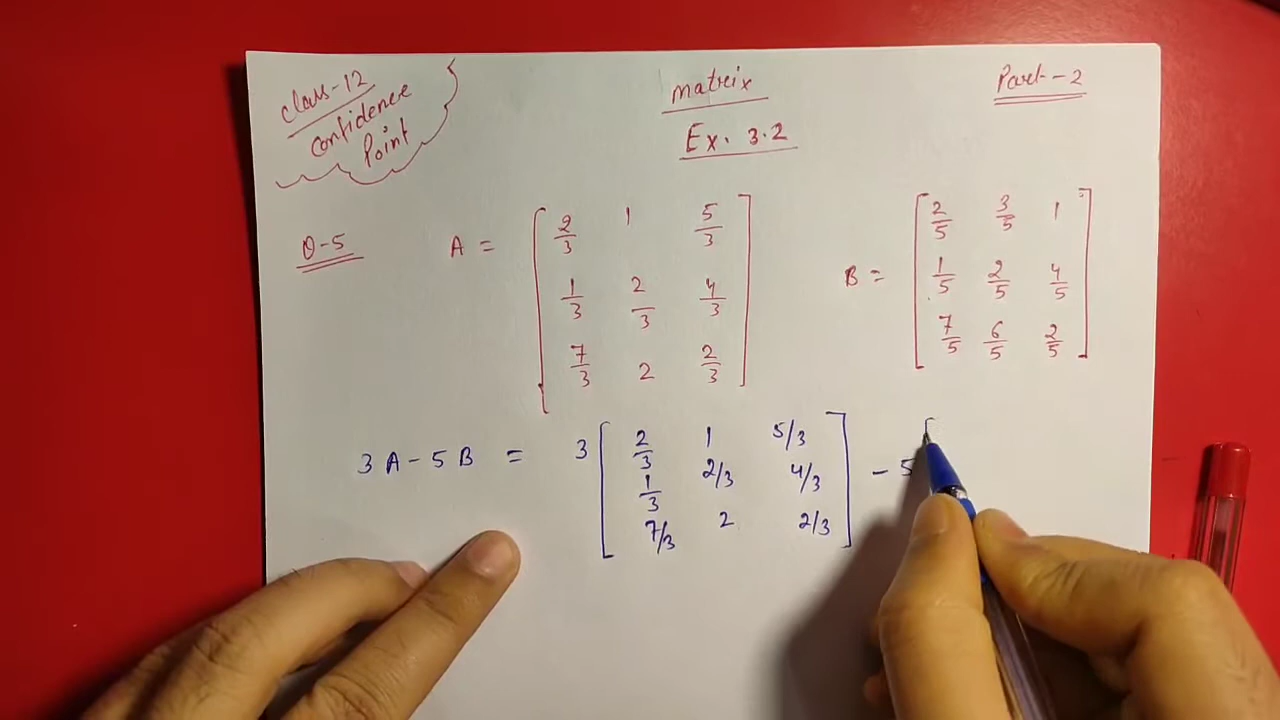 class-12
confidence
Point
matrix
Ex. 3.2
Part-2
Q-5
A = [ 2/3 1 5/3
1/3 2/3 4/3
7/3 2 2/3 ]
B = [ 2/5 3/5 1
1/5 2/5 4/5
7/5 6/5 2/5 ]
3A-5B = 3 [ 2/3 1 5/3
1/3 2/3 4/3
7/3 2 2/3 ] - 5 [